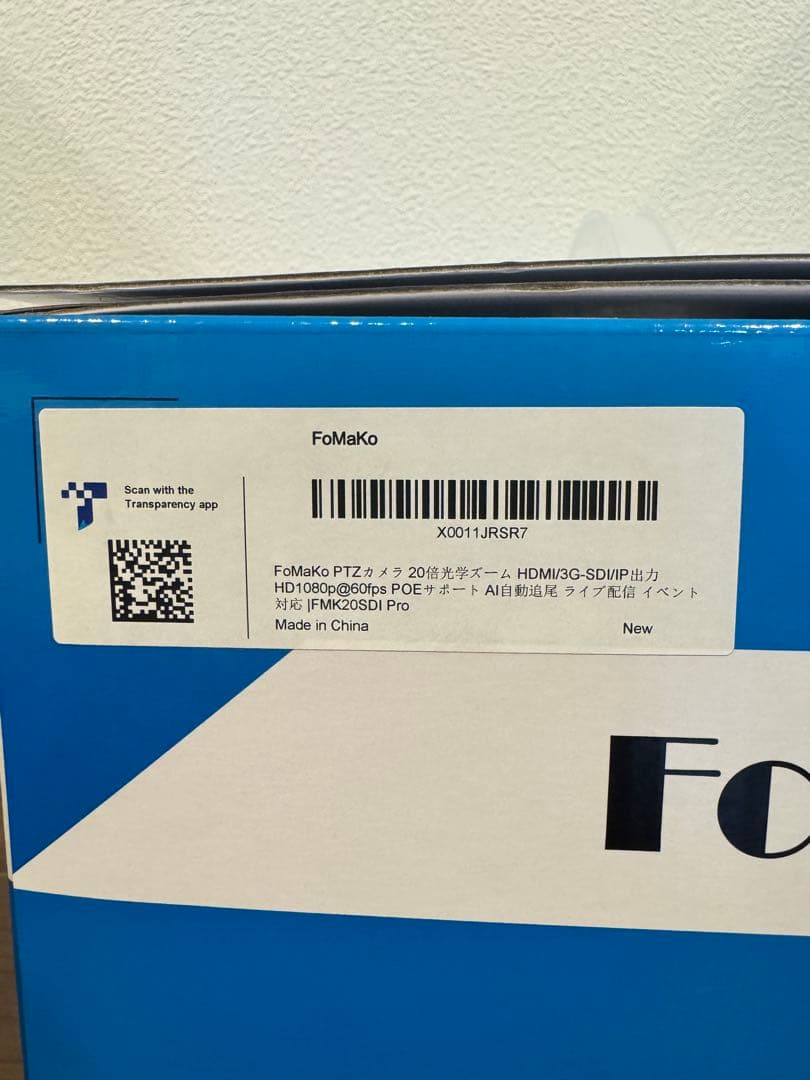 FoMaKo
Scan with the
Transparency app
X0011JRSR7
FoMaKo PTZカメラ 20倍光学ズーム HDMI/3G-SDI/IP出力
HD1080p@60fps POEサポート AI自動追尾 ライブ配信 イベント
対応 |FMK20SDI Pro
Made in China
New
Fo